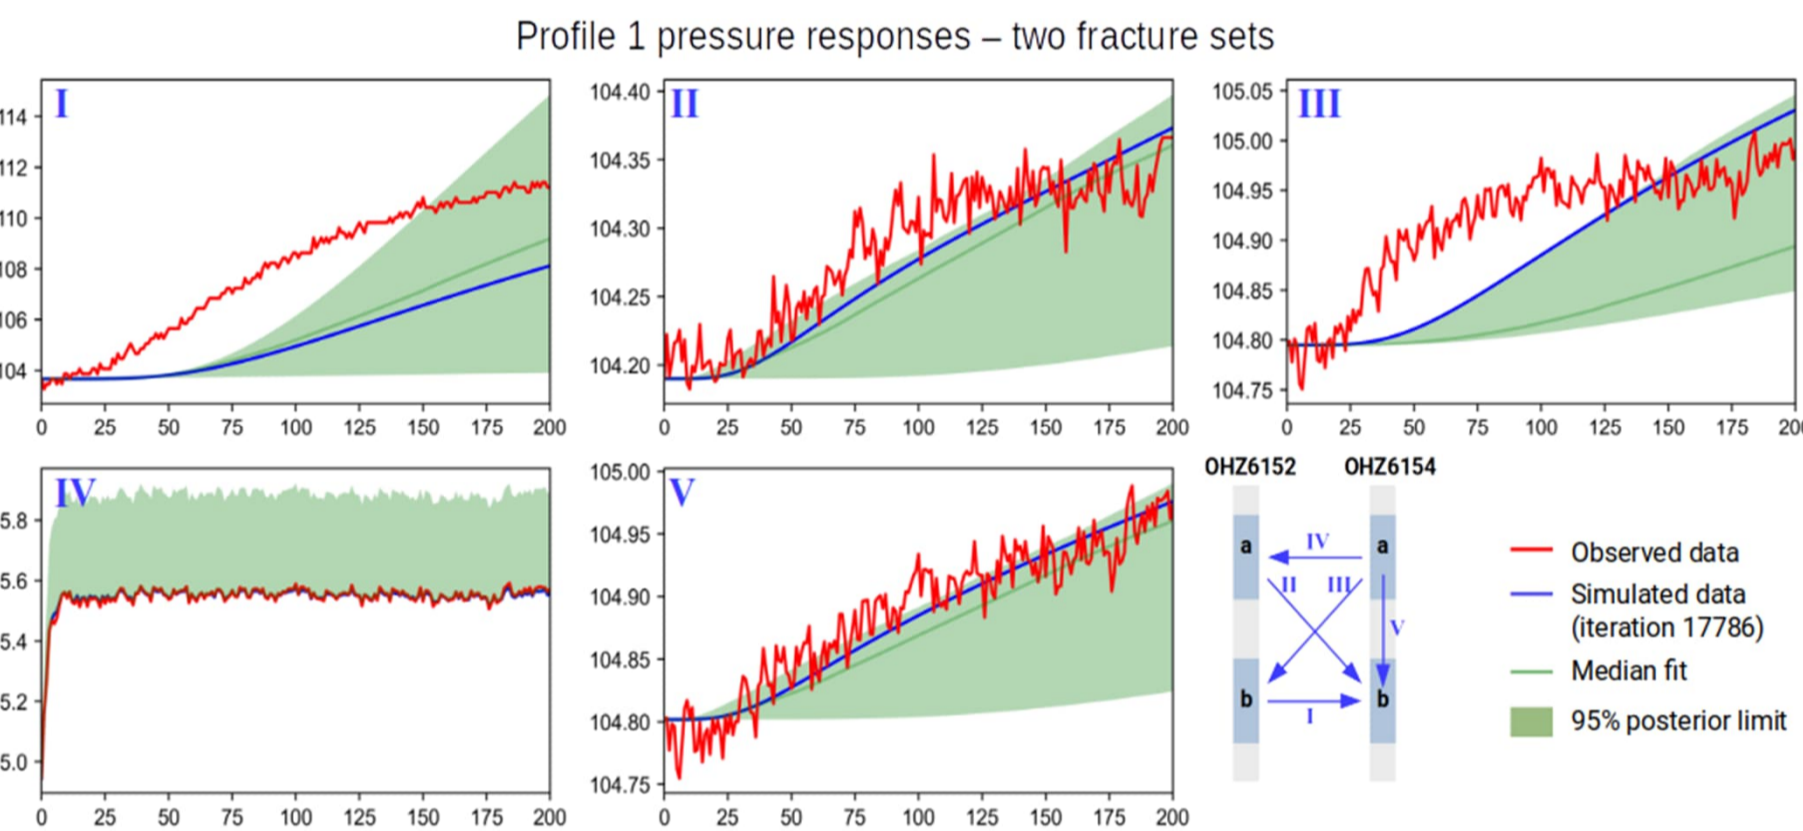 Profile 1 pressure responses – two fracture sets
I
114
112
110
108
106
104
0 25 50 75 100 125 150 175 200
II
104.40
104.35
104.30
104.25
104.20
0 25 50 75 100 125 150 175 200
III
105.05
105.00
104.95
104.90
104.85
104.80
104.75
0 25 50 75 100 125 150 175 20
IV
5.8
5.6
5.4
5.2
5.0
0 25 50 75 100 125 150 175 200
V
105.00
104.95
104.90
104.85
104.80
104.75
0 25 50 75 100 125 150 175 200
OHZ6152 OHZ6154
a IV a
II III
V
b I b
Observed data
Simulated data
(iteration 17786)
Median fit
95% posterior limit